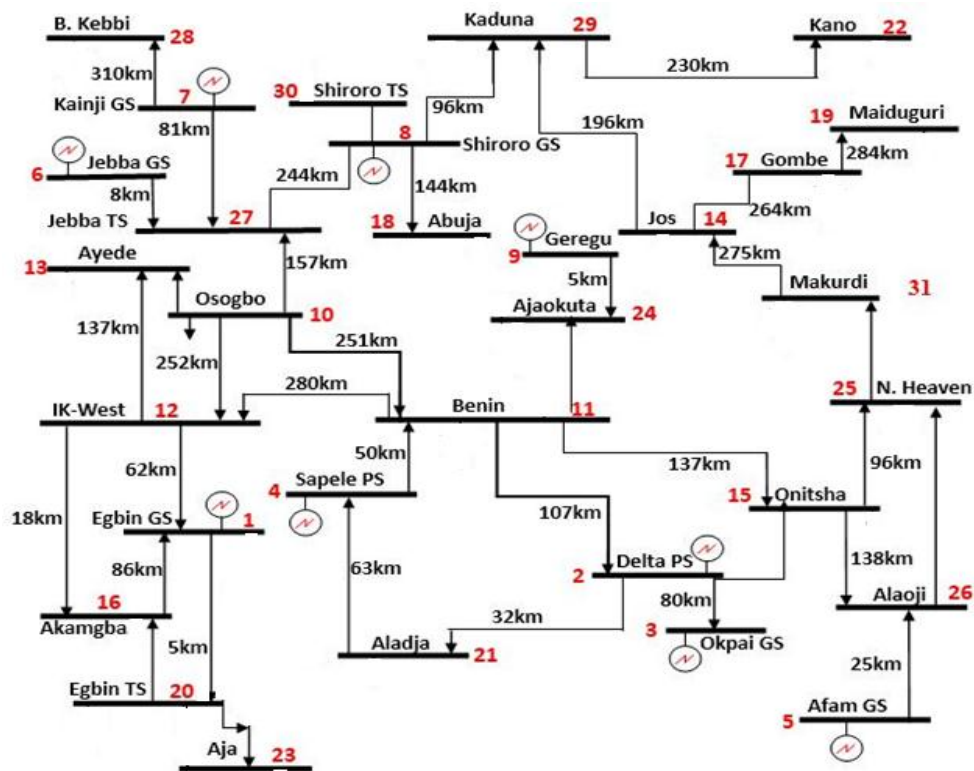 B. Kebbi 28
Kaduna 29
Kano 22
310km
7
Kainji GS
30 Shiroro TS
96km
230km
19 Maiduguri
81km
8
Shiroro GS
196km
6 Jebba GS
17 Gombe
284km
8km
244km
144km
264km
Jebba TS 27
18 Abuja
Jos 14
Ayede
13
157km
9 Geregu
275km
Makurdi 31
5km
Osogbo 10
Ajaokuta 24
137km
252km
251km
280km
25 N. Heaven
IK-West 12
Benin 11
50km
137km
96km
62km
4 Sapele PS
15 Onitsha
18km
Egbin GS 1
107km
138km
86km
63km
Delta PS
2
80km
16
Akamgba
Alaoji 26
32km
3 Okpai GS
5km
Aladja 21
25km
Egbin TS 20
Afam GS
5
Aja 23